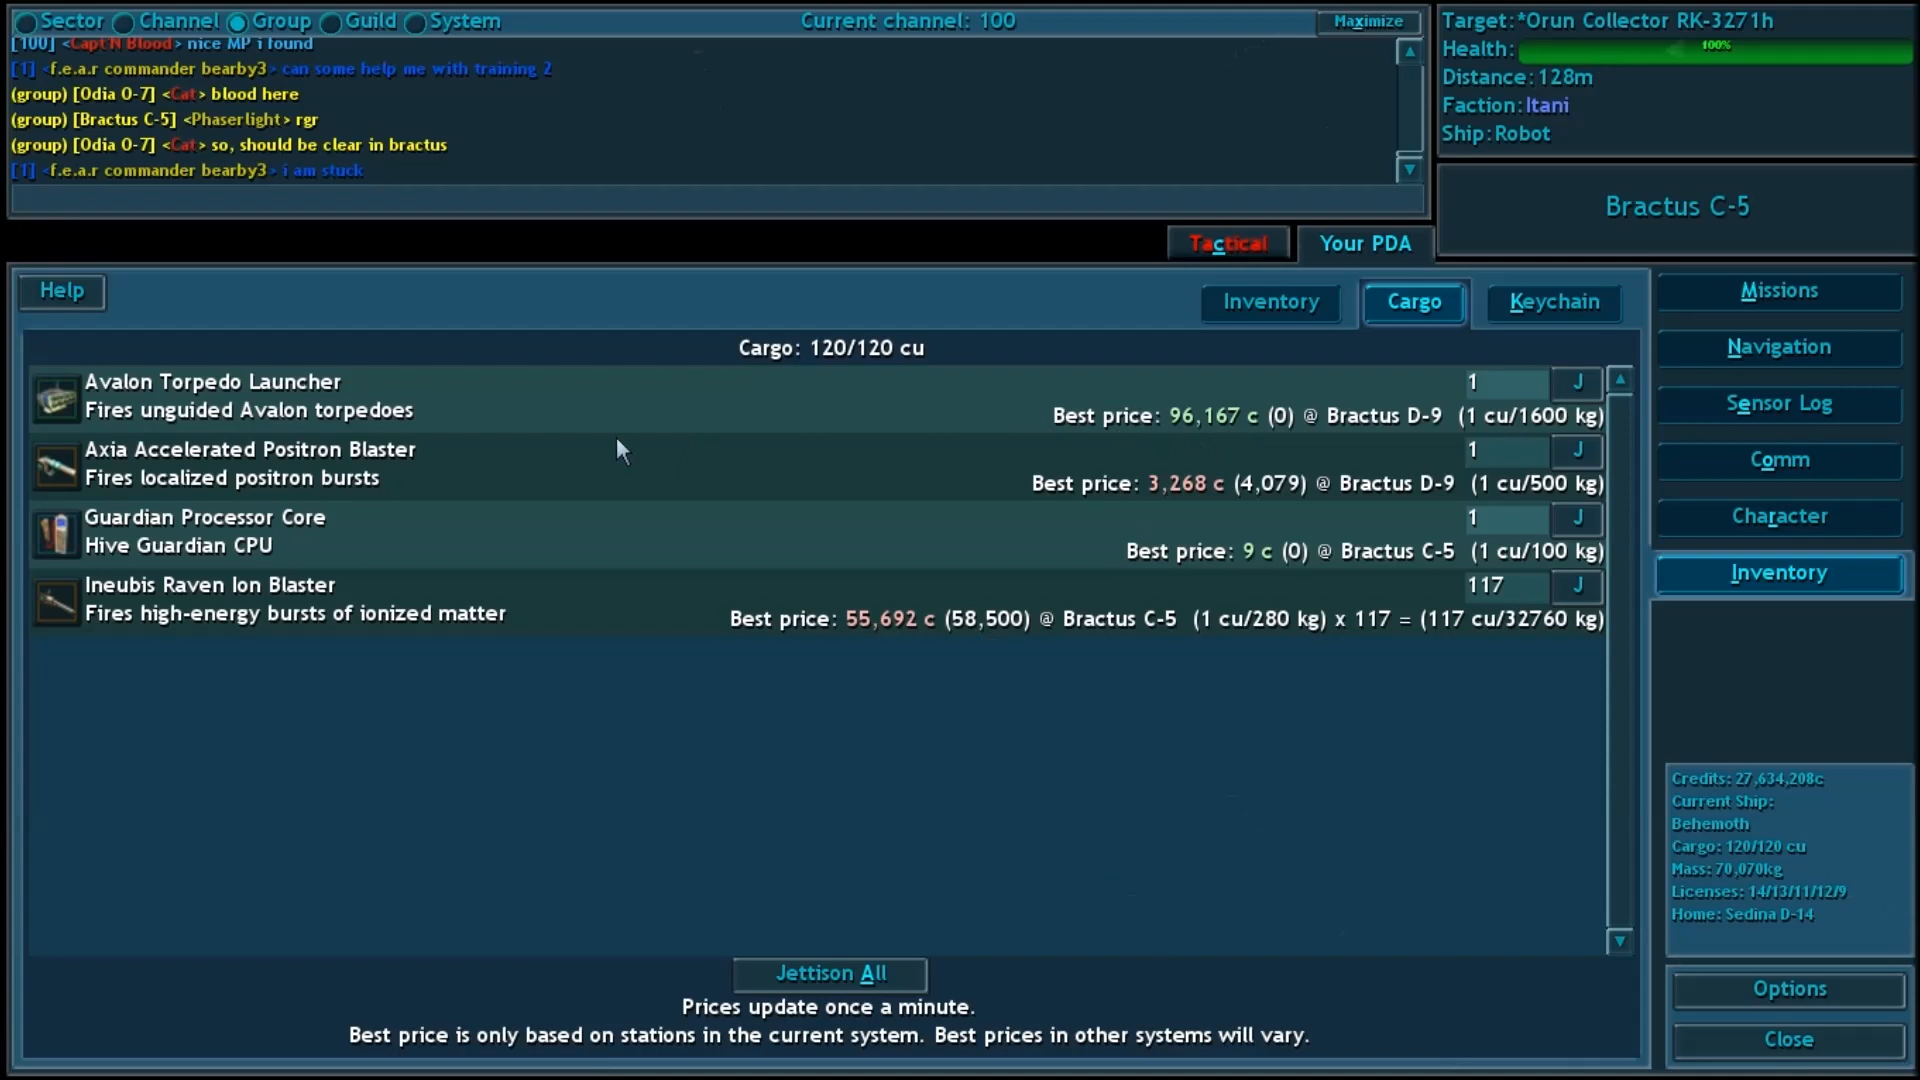 Sector Channel Group Guild System Current channel: 100 Maximize
[100] <Capt'N Blood> nice MP i found
[1] <f.e.a.r commander bearby3> can some help me with training 2
(group) [Odia O-7] <Cat> blood here
(group) [Bractus C-5] <Phaserlight> rgr
(group) [Odia O-7] <Cat> so, should be clear in bractus
[1] <f.e.a.r commander bearby3> i am stuck
Target:*Orun Collector RK-3271h
Health: 100%
Distance: 128m
Faction: Itani
Ship: Robot
Bractus C-5
Tactical Your PDA
Help Inventory Cargo Keychain
Cargo: 120/120 cu
Avalon Torpedo Launcher 1 J
Fires unguided Avalon torpedoes Best price: 96,167 c (0) @ Bractus D-9 (1 cu/1600 kg)
Axia Accelerated Positron Blaster 1 J
Fires localized positron bursts Best price: 3,268 c (4,079) @ Bractus D-9 (1 cu/500 kg)
Guardian Processor Core 1 J
Hive Guardian CPU Best price: 9 c (0) @ Bractus C-5 (1 cu/100 kg)
Ineubis Raven Ion Blaster 117 J
Fires high-energy bursts of ionized matter Best price: 55,692 c (58,500) @ Bractus C-5 (1 cu/280 kg) x 117 = (117 cu/32760 kg)
Jettison All
Prices update once a minute.
Best price is only based on stations in the current system. Best prices in other systems will vary.
Missions
Navigation
Sensor Log
Comm
Character
Inventory
Credits: 27,634,208c
Current Ship:
Behemoth
Cargo: 120/120 cu
Mass: 70,070kg
Licenses: 14/13/11/12/9
Home: Sedina D-14
Options
Close